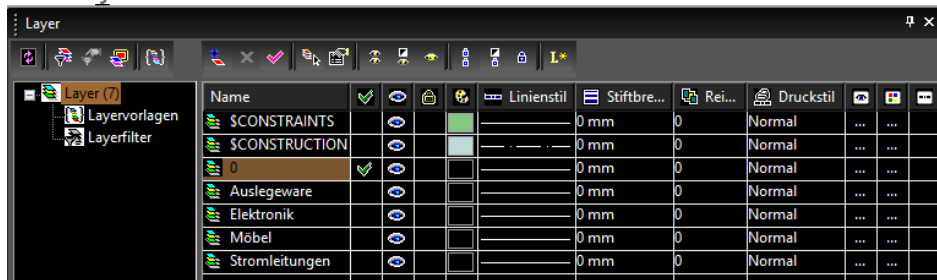 Layer
L*
Layer (7)
Layervorlagen
Layerfilter
Name Linienstil Stiftbre... Rei... Druckstil
$CONSTRAINTS 0 mm 0 Normal ... ...
$CONSTRUCTION 0 mm 0 Normal ... ...
0 0 mm 0 Normal ... ...
Auslegeware 0 mm 0 Normal ... ...
Elektronik 0 mm 0 Normal ... ...
Möbel 0 mm 0 Normal ... ...
Stromleitungen 0 mm 0 Normal ... ...